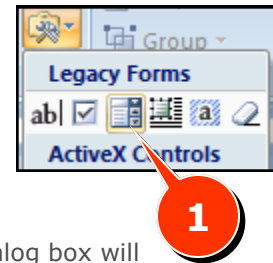 Group
Legacy Forms
ab|
ActiveX Controls
1
alog box will